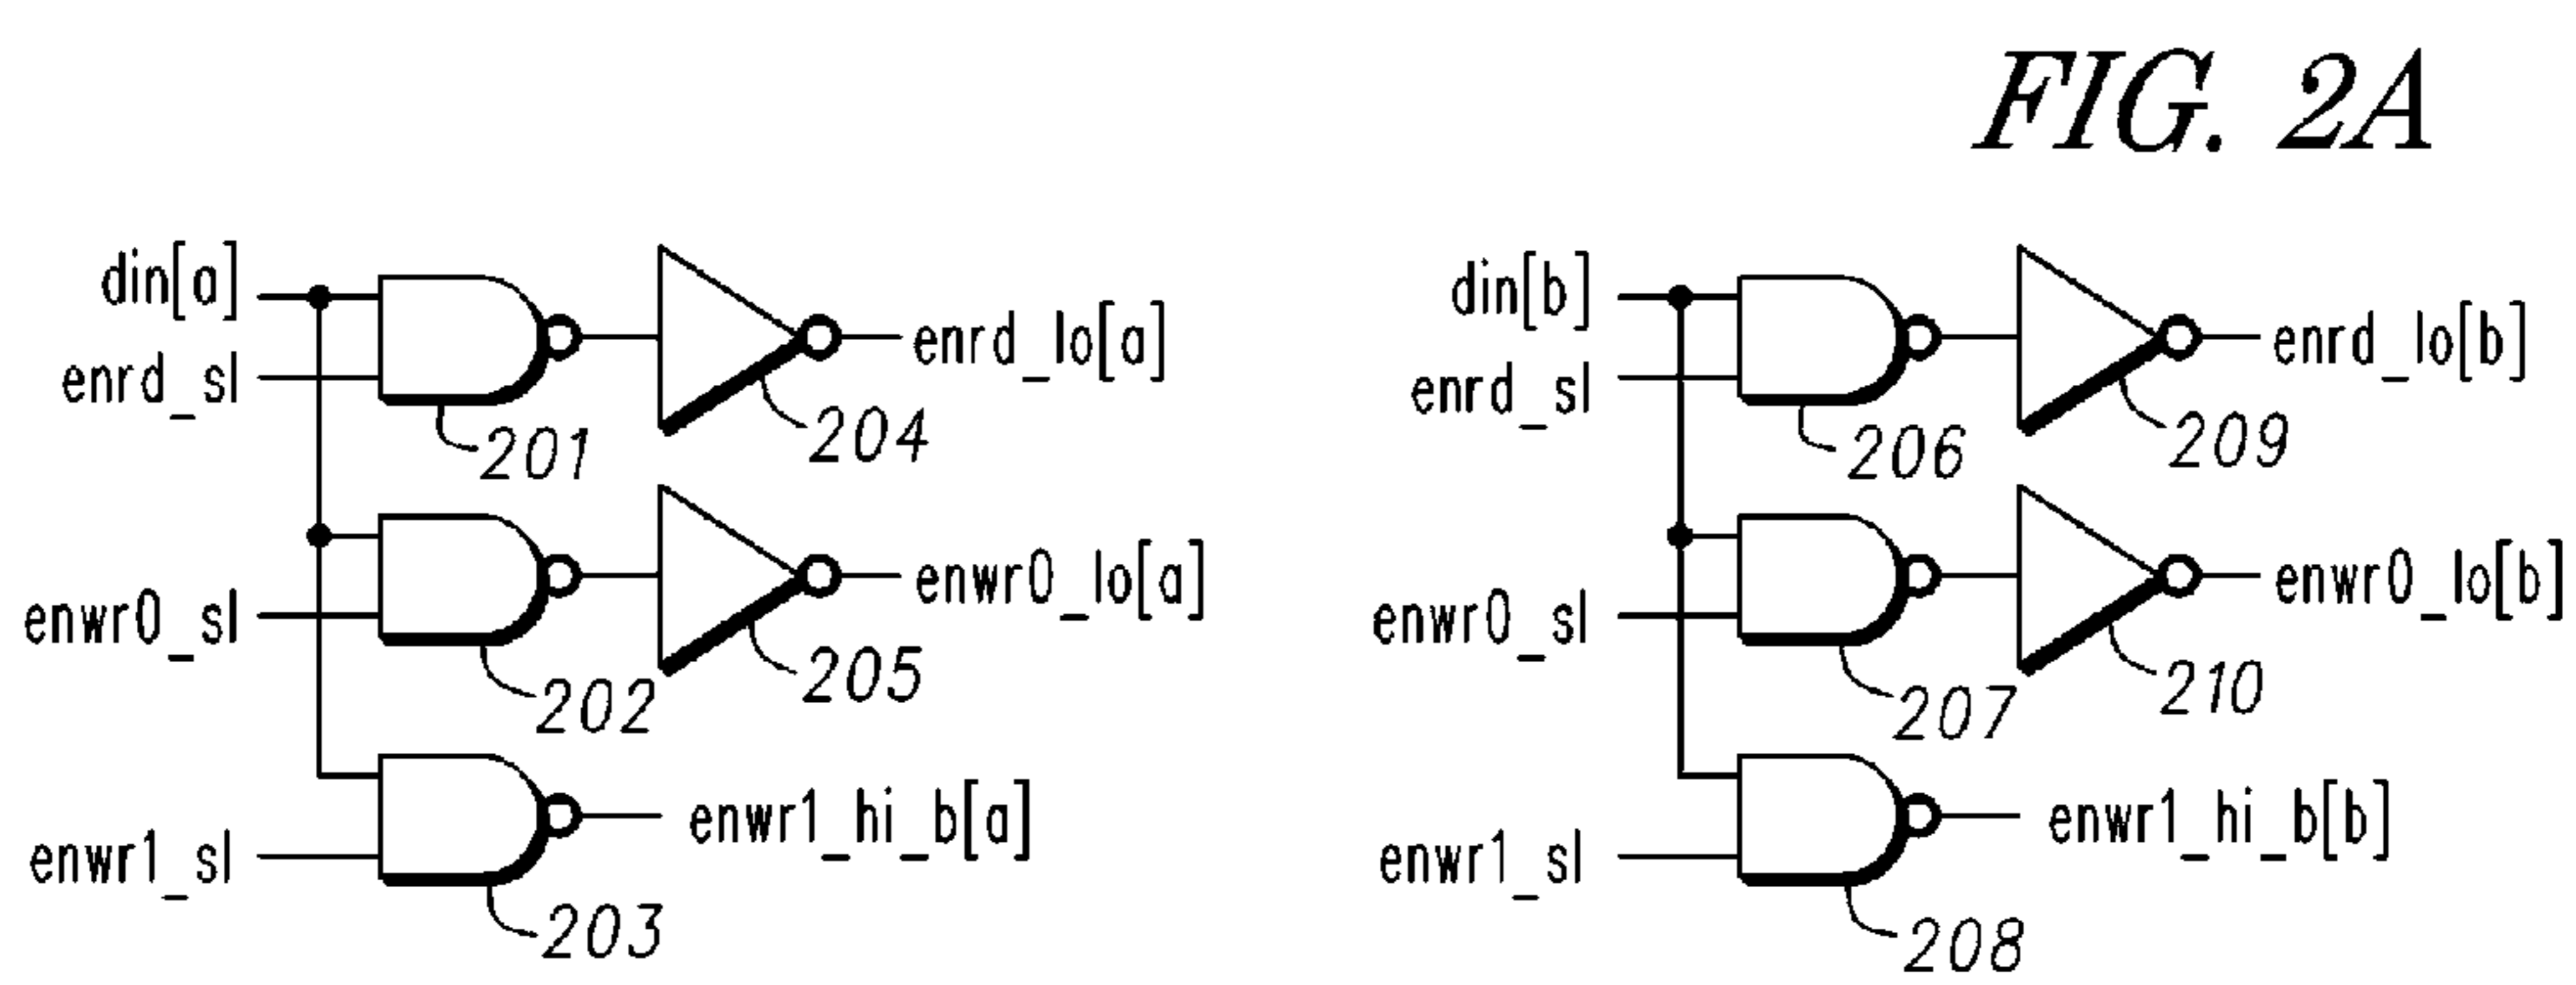 FIG. 2A
din[a]
enrd_sl
201
204
enrd_lo[a]
enwr0_sl
202
205
enwr0_lo[a]
enwr1_sl
203
enwr1_hi_b[a]
din[b]
enrd_sl
206
209
enrd_lo[b]
enwr0_sl
207
210
enwr0_lo[b]
enwr1_sl
208
enwr1_hi_b[b]